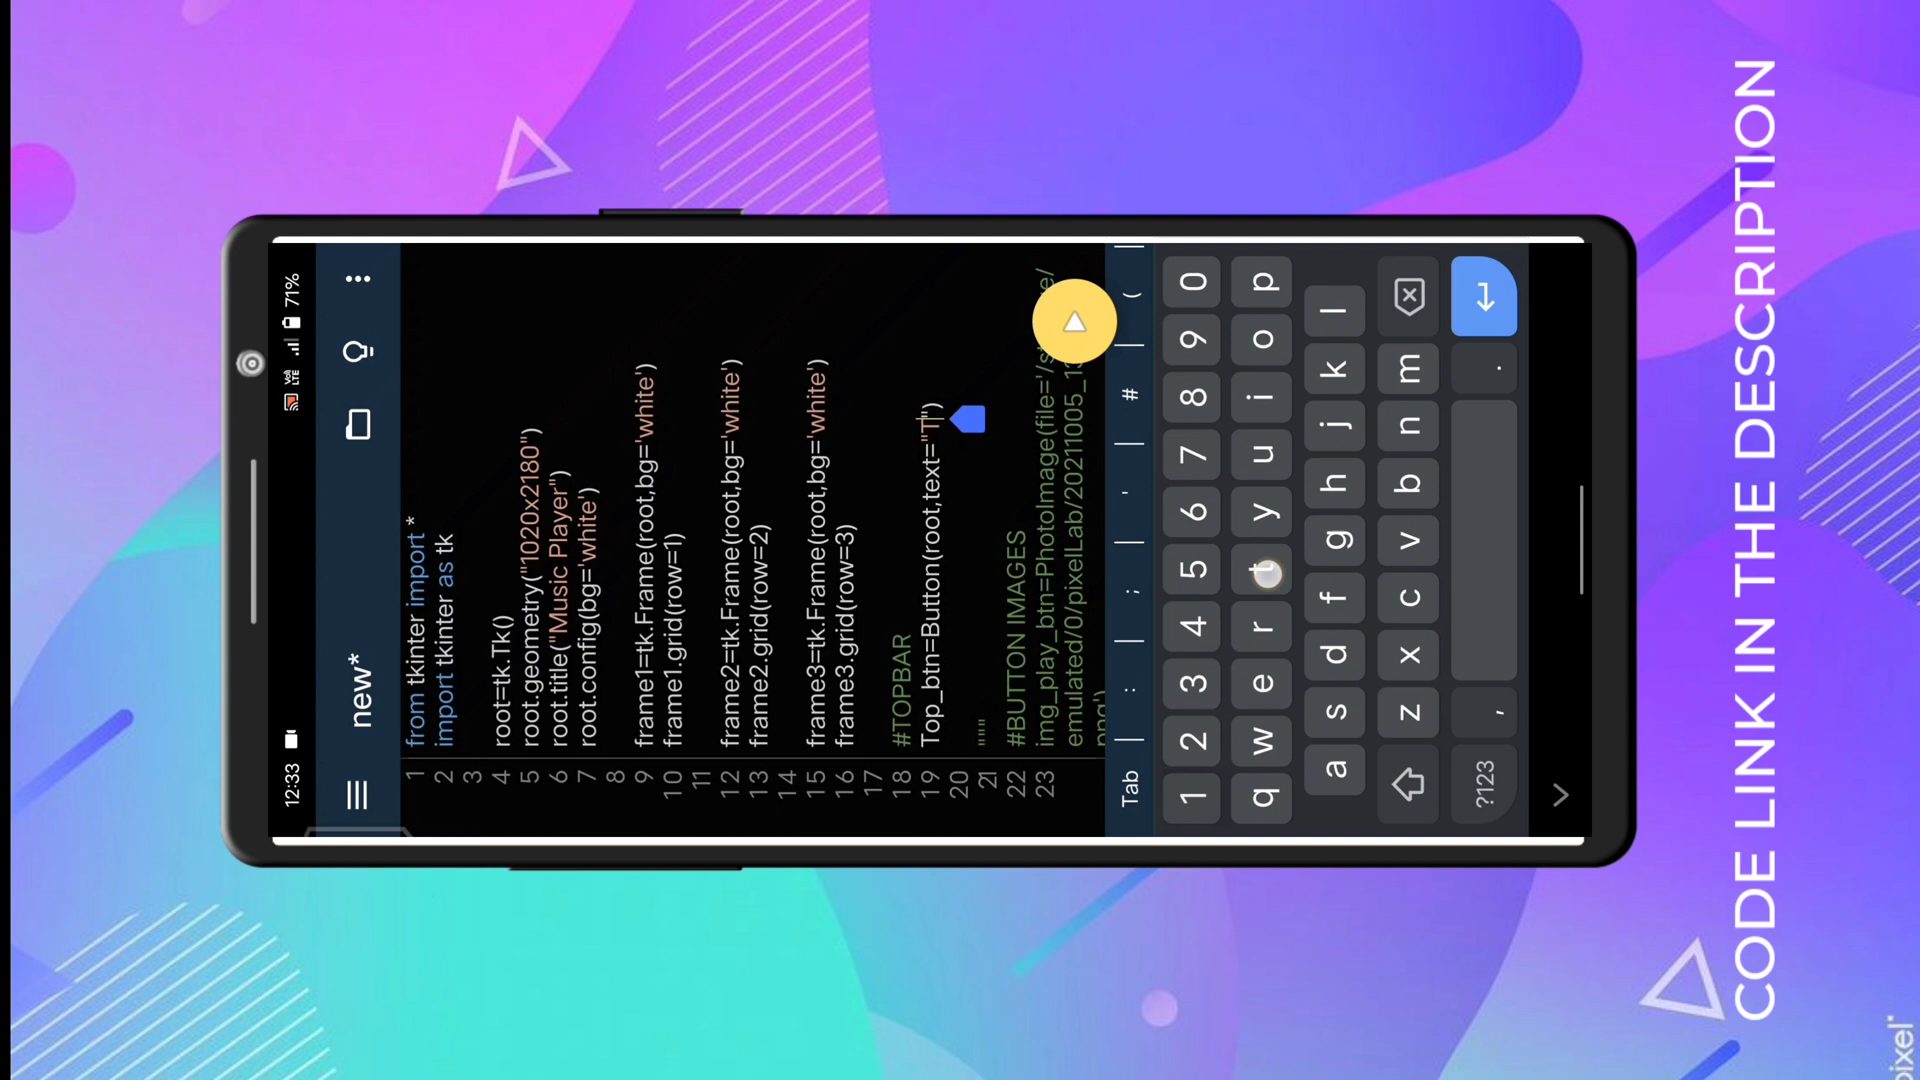 12:33
VoI)
LTE
71%
new*
1 from tkinter import *
2 import tkinter as tk
3
4 root=tk.Tk()
5 root.geometry("1020x2180")
6 root.title("Music Player")
7 root.config(bg='white')
8
9 frame1=tk.Frame(root,bg='white')
10 frame1.grid(row=1)
11
12 frame2=tk.Frame(root,bg='white')
13 frame2.grid(row=2)
14
15 frame3=tk.Frame(root,bg='white')
16 frame3.grid(row=3)
17
18 #TOPBAR
19 Top_btn=Button(root,text="T")
20
21 """
22 #BUTTON IMAGES
23 img_play_btn=PhotoImage(file='/
emulated/0/pixelLab/20211005_1
png')
Tab : ; ' # (
1 2 3 4 5 6 7 8 9 0
q w e r t y u i o p
a s d f g h j k l
z x c v b n m
?123 , .
CODE LINK IN THE DESCRIPTION